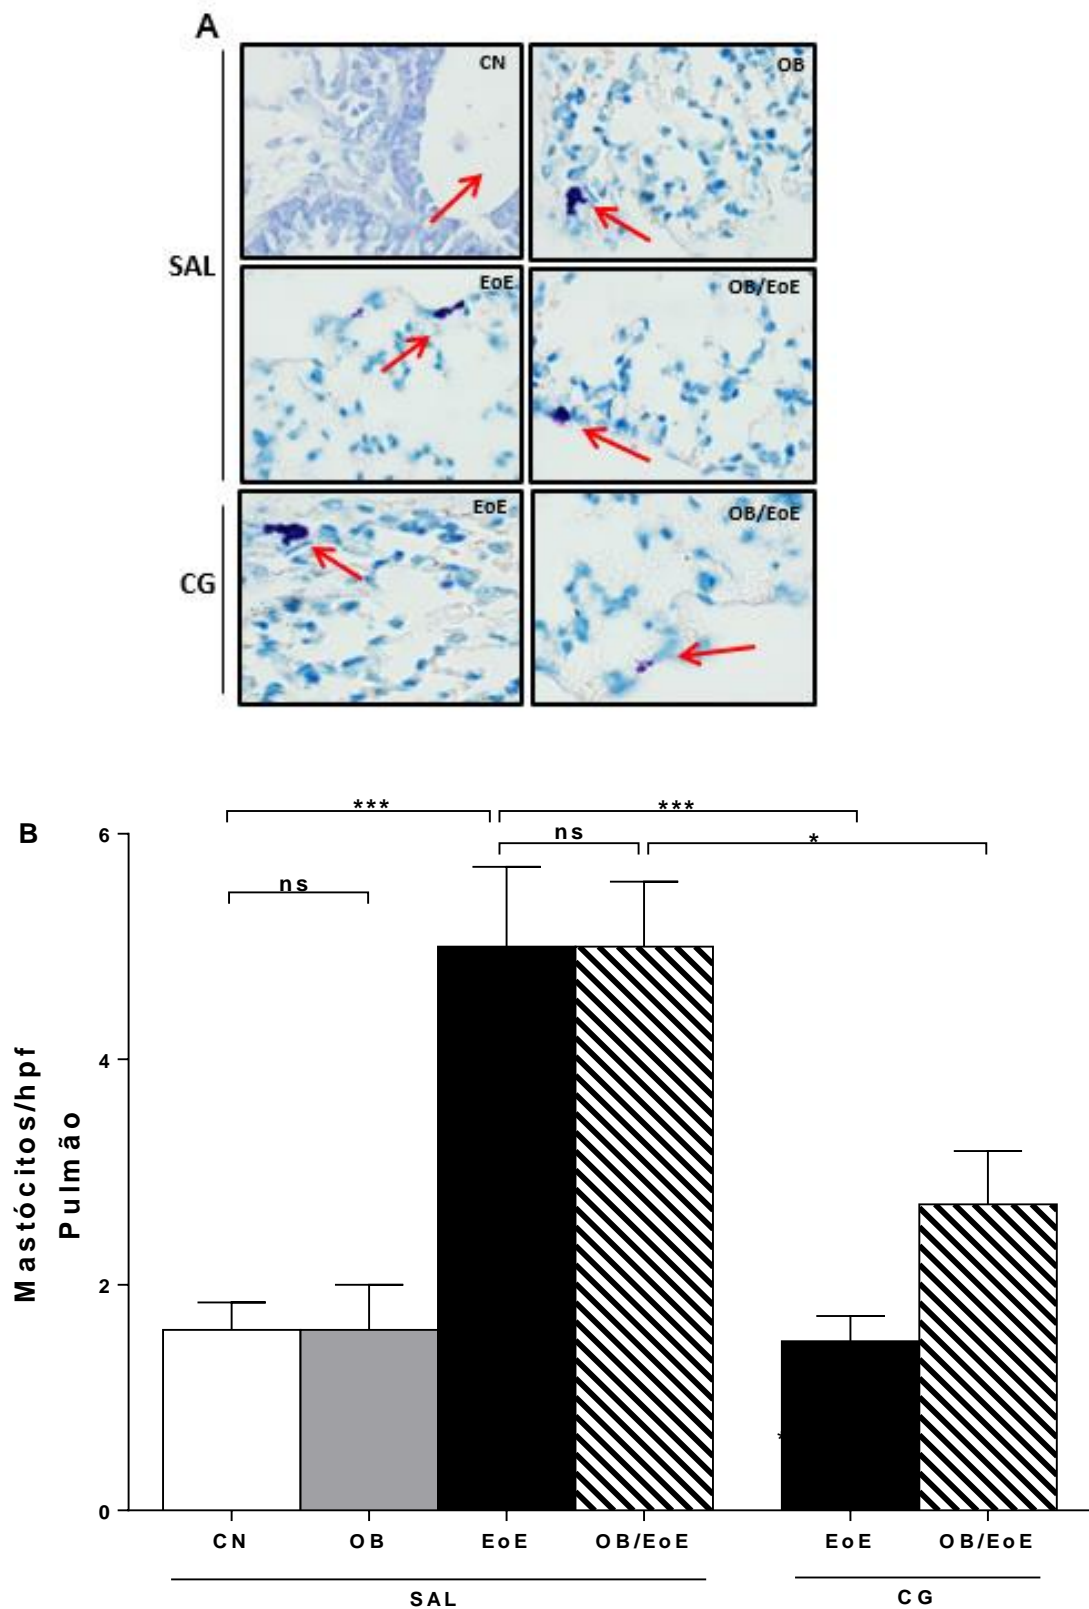 A
CN
OB
SAL
EoE
OB/EoE
EoE
OB/EoE
CG
B
*** ***
ns *
ns
6
4
2
0
Mastócitos/hpf
Pulmão
*
CN OB EoE OB/EoE EoE OB/EoE
SAL CG